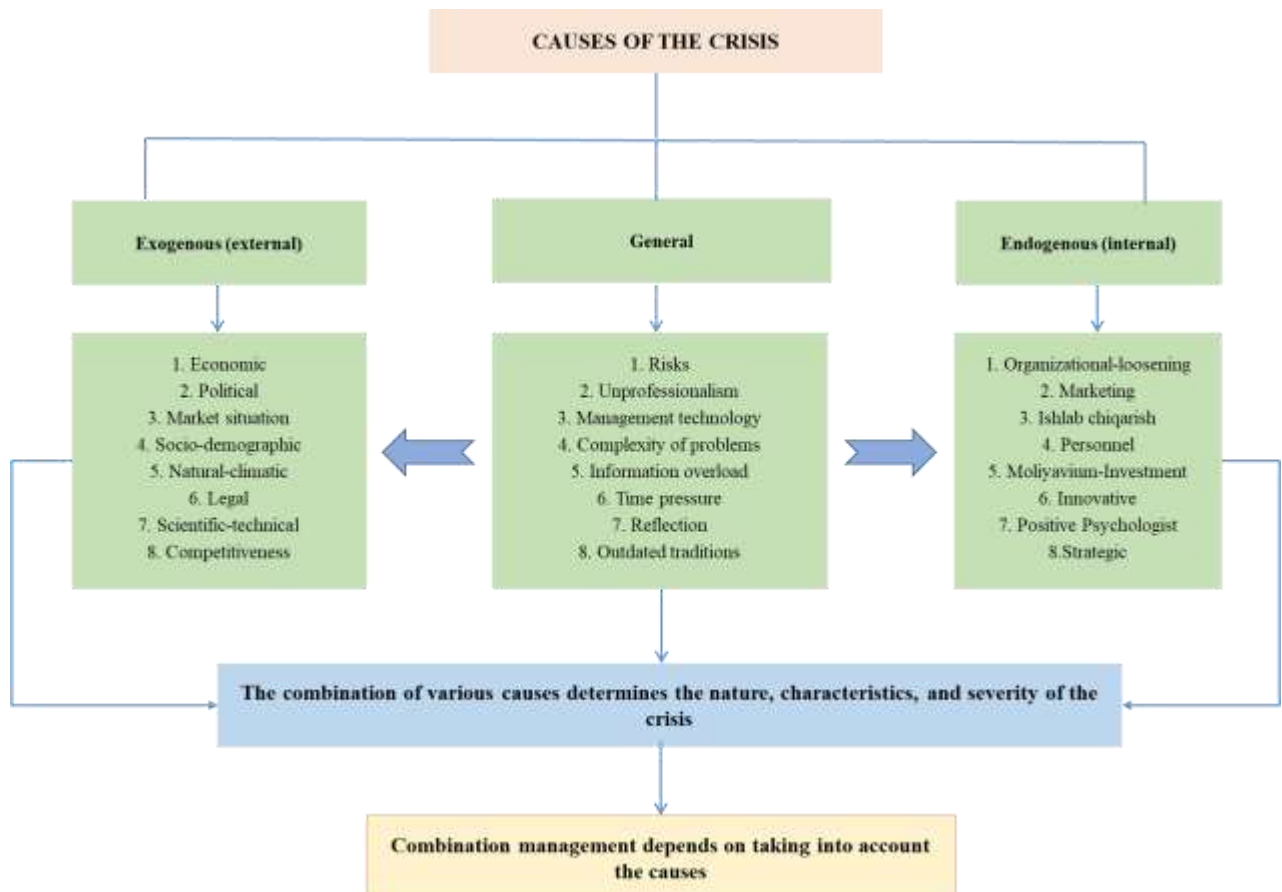 CAUSES OF THE CRISIS
Exogenous (external)
General
Endogenous (internal)
1. Economic
2. Political
3. Market situation
4. Socio-demographic
5. Natural-climatic
6. Legal
7. Scientific-technical
8. Competitiveness
1. Risks
2. Unprofessionalism
3. Management technology
4. Complexity of problems
5. Information overload
6. Time pressure
7. Reflection
8. Outdated traditions
1. Organizational-loosening
2. Marketing
3. Ishlab chiqarish
4. Personnel
5. Moliyavium-Investment
6. Innovative
7. Positive Psychologist
8.Strategic
The combination of various causes determines the nature, characteristics, and severity of the
crisis
Combination management depends on taking into account
the causes